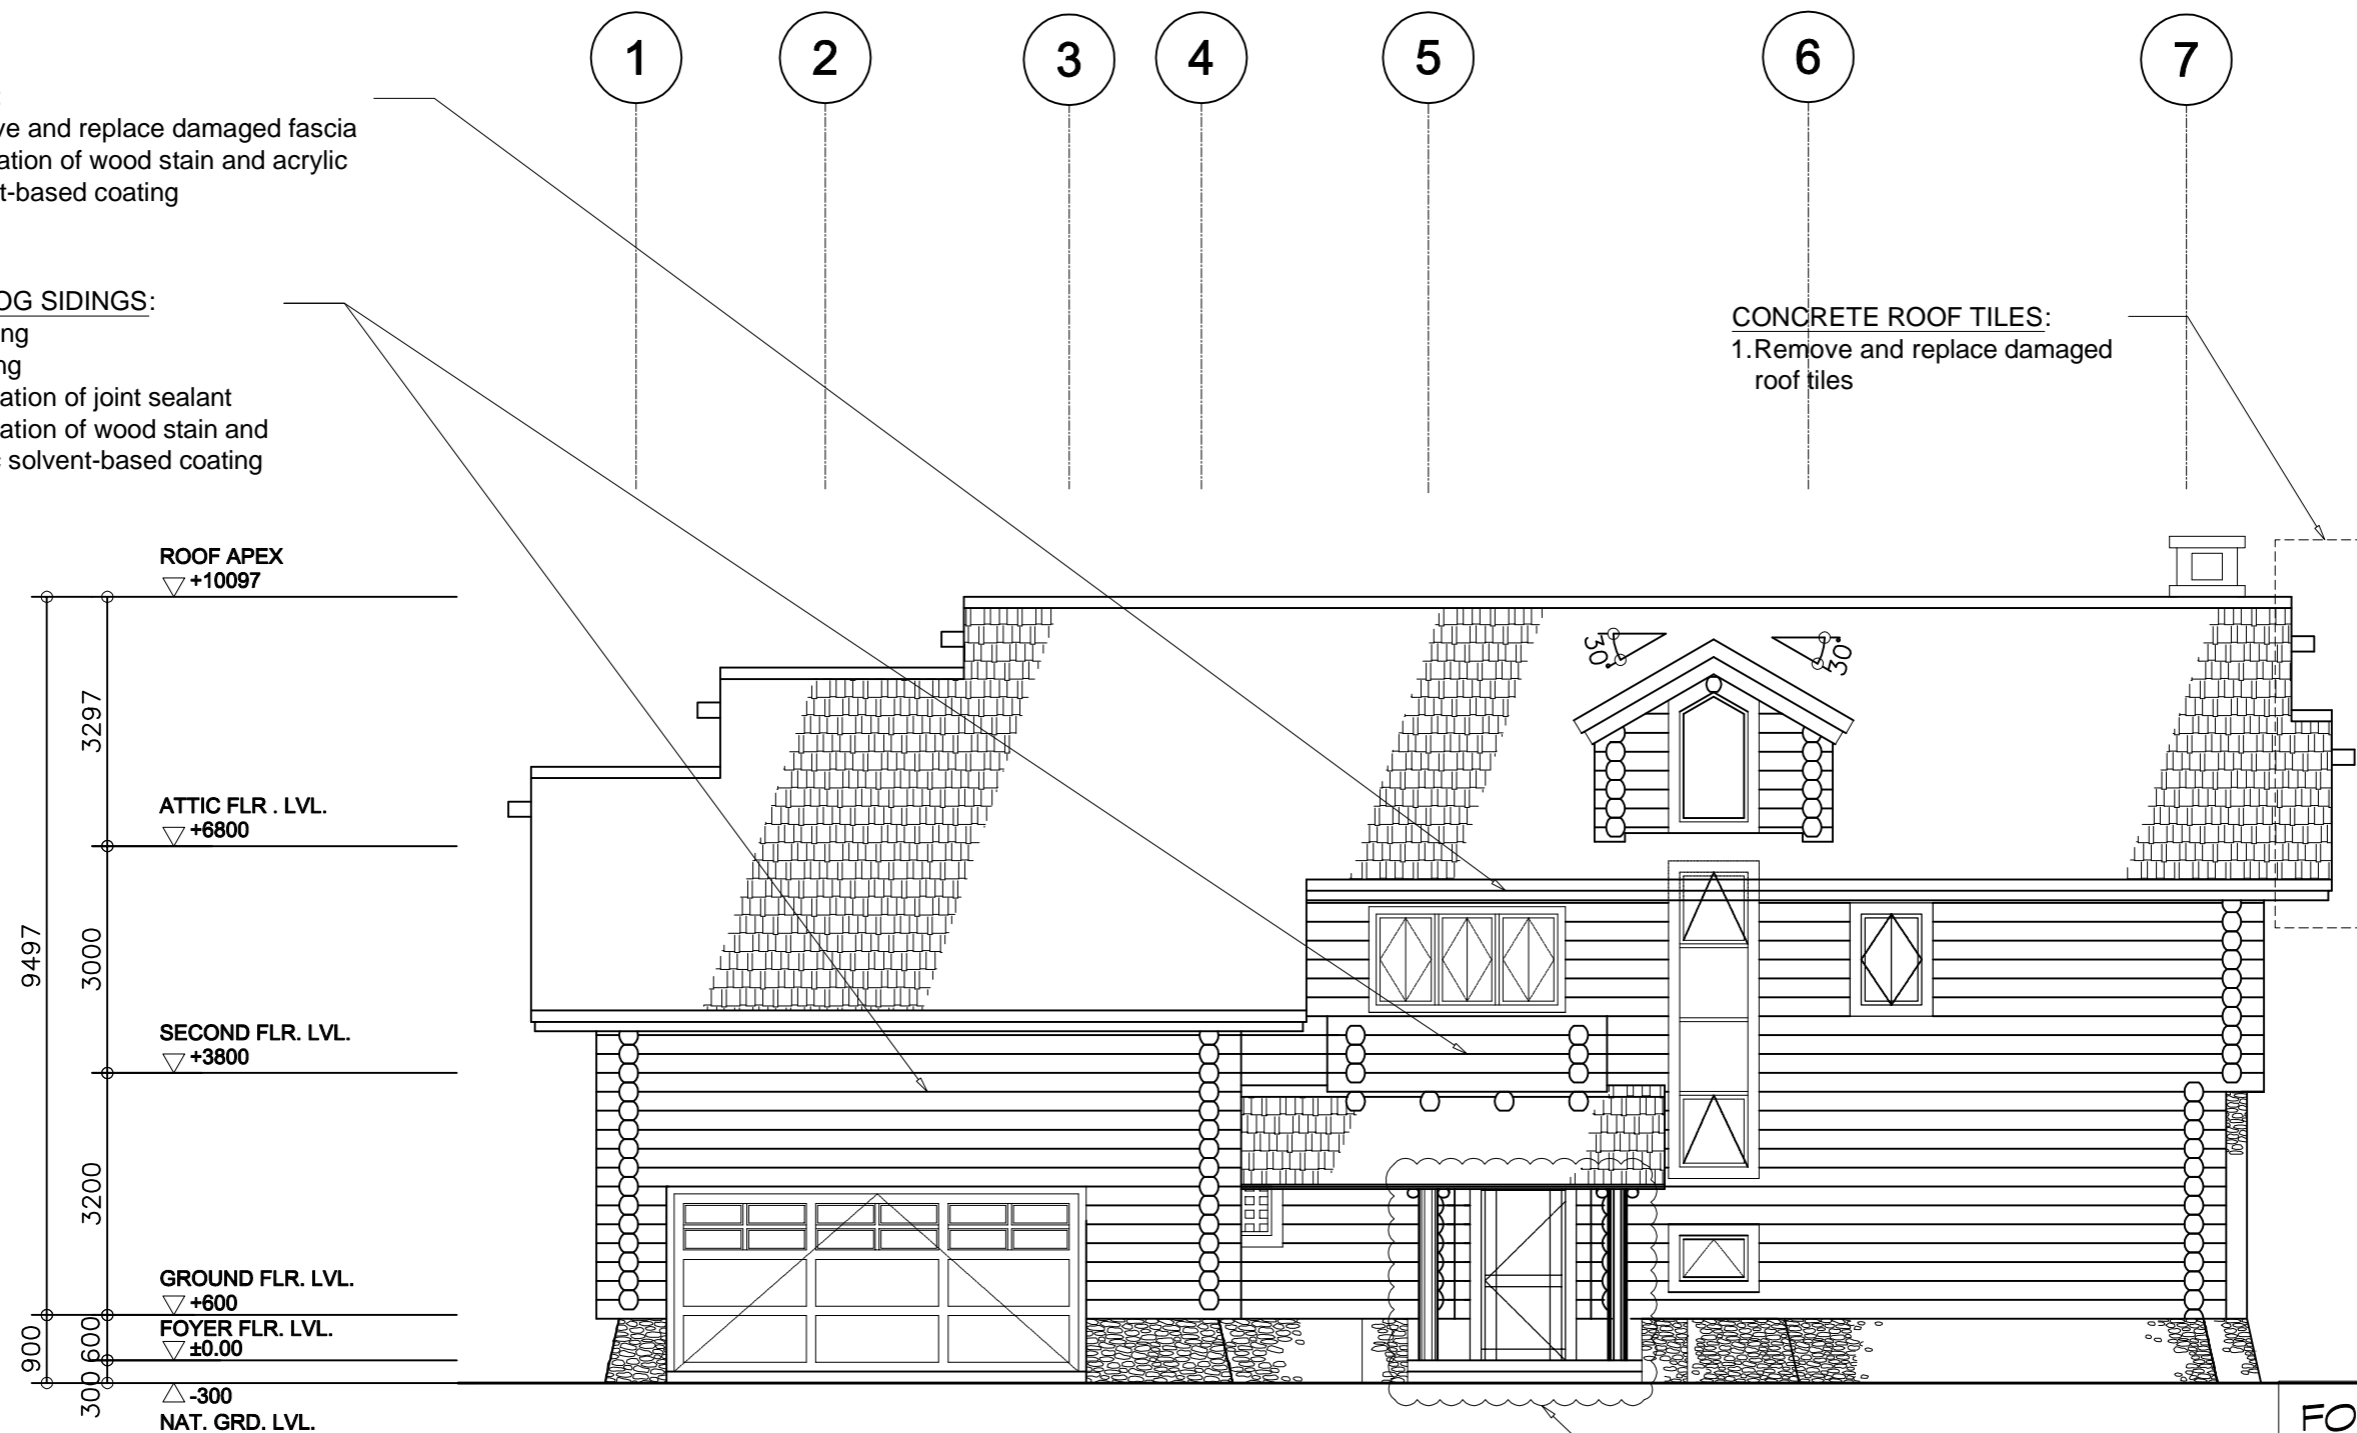 1 2 3 4 5 6 7
:
ve and replace damaged fascia
ation of wood stain and acrylic
t-based coating
OG SIDINGS:
ng
ng
ation of joint sealant
ation of wood stain and
c solvent-based coating
CONCRETE ROOF TILES:
1.Remove and replace damaged
roof tiles
ROOF APEX
+10097
30°
30°
3297
ATTIC FLR . LVL.
+6800
9497
3000
SECOND FLR. LVL.
+3800
3200
GROUND FLR. LVL.
+600
FOYER FLR. LVL.
±0.00
900
600
300
-300
NAT. GRD. LVL.
FO